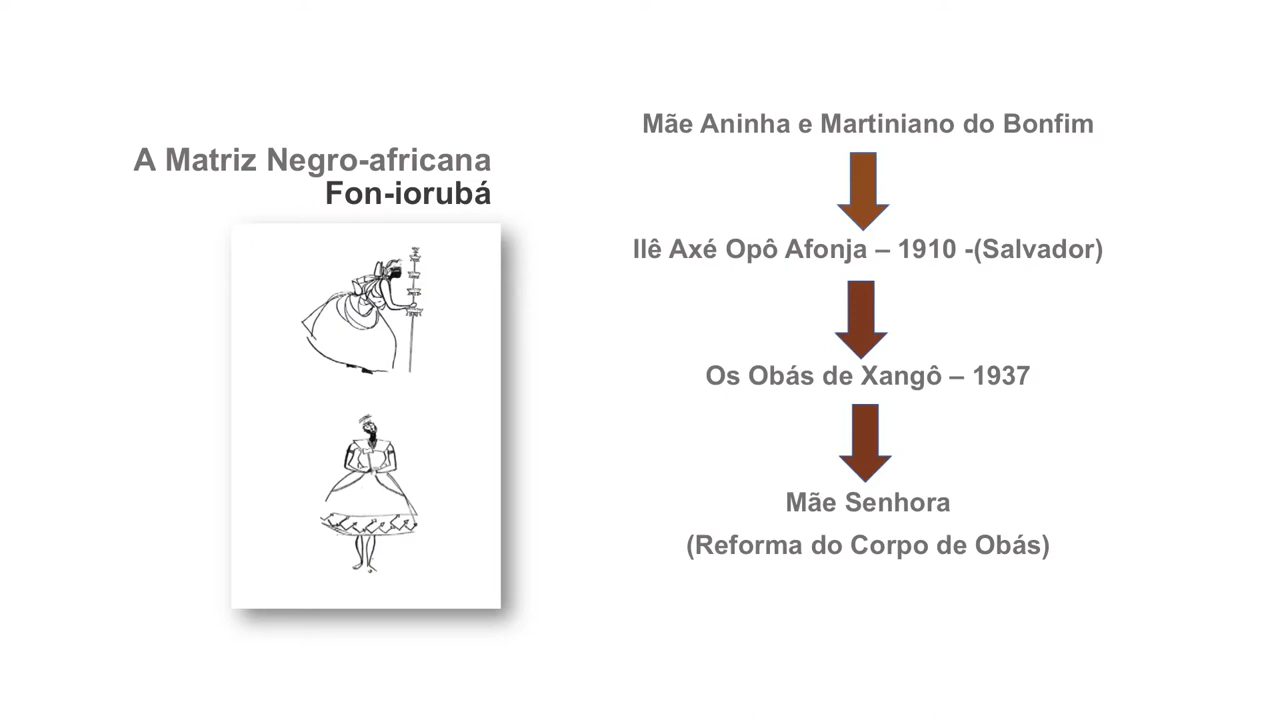 A Matriz Negro-africana
Fon-iorubá
Mãe Aninha e Martiniano do Bonfim
Ilê Axé Opô Afonja – 1910 -(Salvador)
Os Obás de Xangô – 1937
Mãe Senhora
(Reforma do Corpo de Obás)